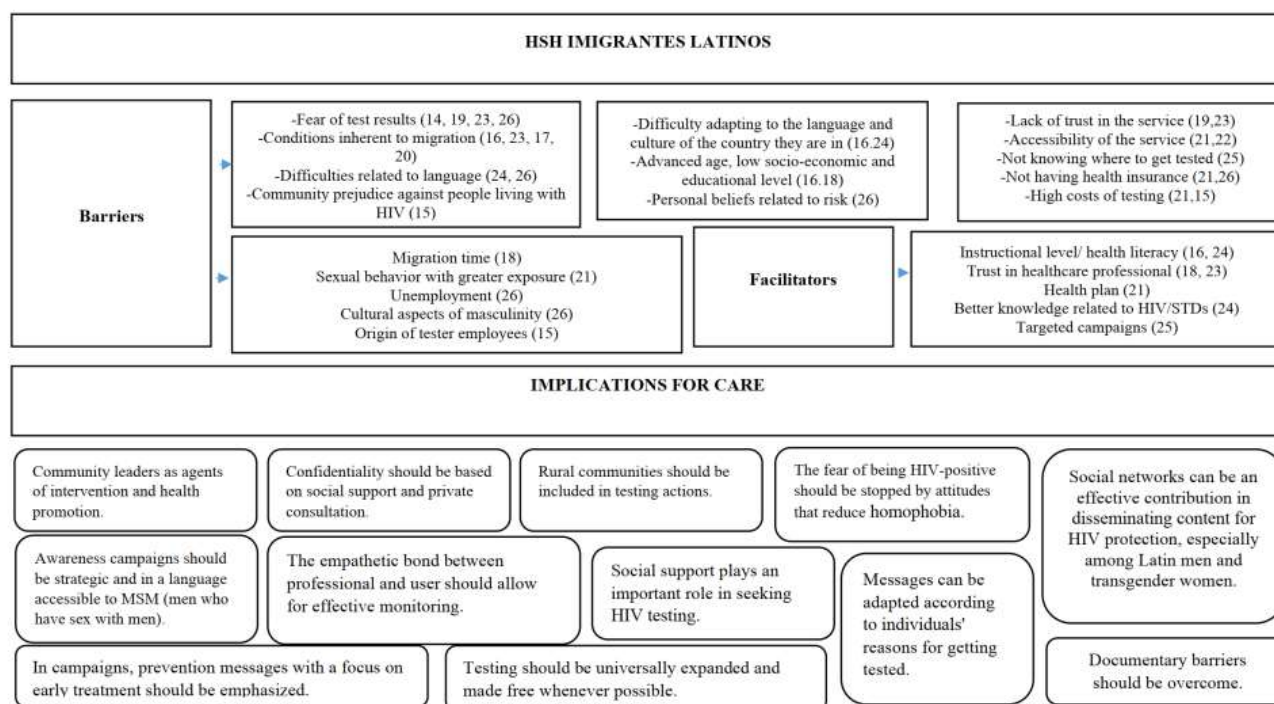 HSH IMIGRANTES LATINOS
Barriers
-Fear of test results (14, 19, 23, 26)
-Conditions inherent to migration (16, 23, 17,
20)
-Difficulties related to language (24, 26)
-Community prejudice against people living with
HIV (15)
-Difficulty adapting to the language and
culture of the country they are in (16.24)
-Advanced age, low socio-economic and
educational level (16.18)
-Personal beliefs related to risk (26)
-Lack of trust in the service (19,23)
-Accessibility of the service (21,22)
-Not knowing where to get tested (25)
-Not having health insurance (21,26)
-High costs of testing (21,15)
Migration time (18)
Sexual behavior with greater exposure (21)
Unemployment (26)
Cultural aspects of masculinity (26)
Origin of tester employees (15)
Facilitators
Instructional level/ health literacy (16, 24)
Trust in healthcare professional (18, 23)
Health plan (21)
Better knowledge related to HIV/STDs (24)
Targeted campaigns (25)
IMPLICATIONS FOR CARE
Community leaders as agents
of intervention and health
promotion.
Confidentiality should be based
on social support and private
consultation.
Rural communities should be
included in testing actions.
The fear of being HIV-positive
should be stopped by attitudes
that reduce homophobia.
Social networks can be an
effective contribution in
disseminating content for
HIV protection, especially
among Latin men and
transgender women.
Awareness campaigns should
be strategic and in a language
accessible to MSM (men who
have sex with men).
The empathetic bond between
professional and user should allow
for effective monitoring.
Social support plays an
important role in seeking
HIV testing.
Messages can be
adapted according
to individuals'
reasons for getting
tested.
In campaigns, prevention messages with a focus on
early treatment should be emphasized.
Testing should be universally expanded and
made free whenever possible.
Documentary barriers
should be overcome.